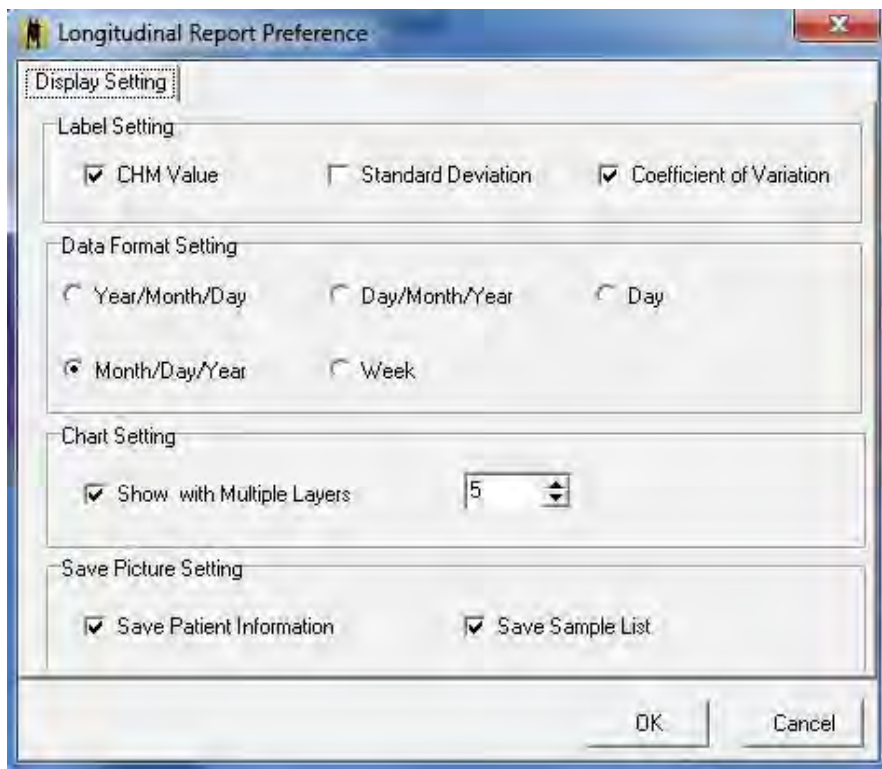 Longitudinal Report Preference
Display Setting
Label Setting
CHM Value Standard Deviation Coefficient of Variation
Data Format Setting
Year/Month/Day Day/Month/Year Day
Month/Day/Year Week
Chart Setting
Show with Multiple Layers 5
Save Picture Setting
Save Patient Information Save Sample List
OK Cancel